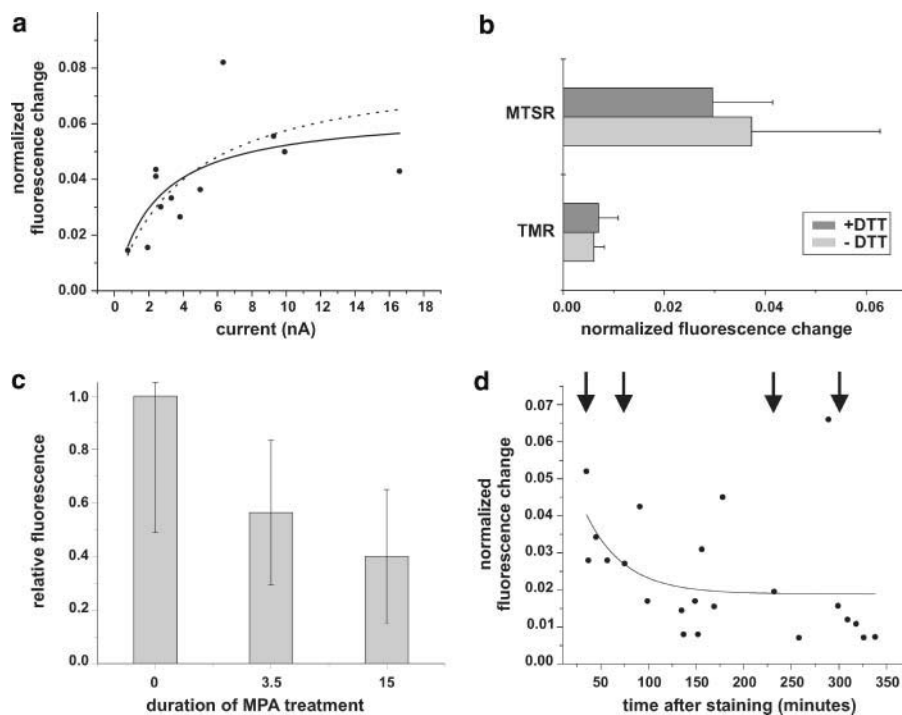 a
normalized
fluorescence change
0.08
0.06
0.04
0.02
0.00
0 2 4 6 8 10 12 14 16 18
current (nA)
b
MTSR
TMR
+DTT
- DTT
0.00 0.02 0.04 0.06
normalized fluorescence change
c
relative fluorescence
1.0
0.8
0.6
0.4
0.2
0.0
0 3.5 15
duration of MPA treatment
d
normalized
fluorescence change
0.07
0.06
0.05
0.04
0.03
0.02
0.01
0.00
50 100 150 200 250 300 350
time after staining (minutes)